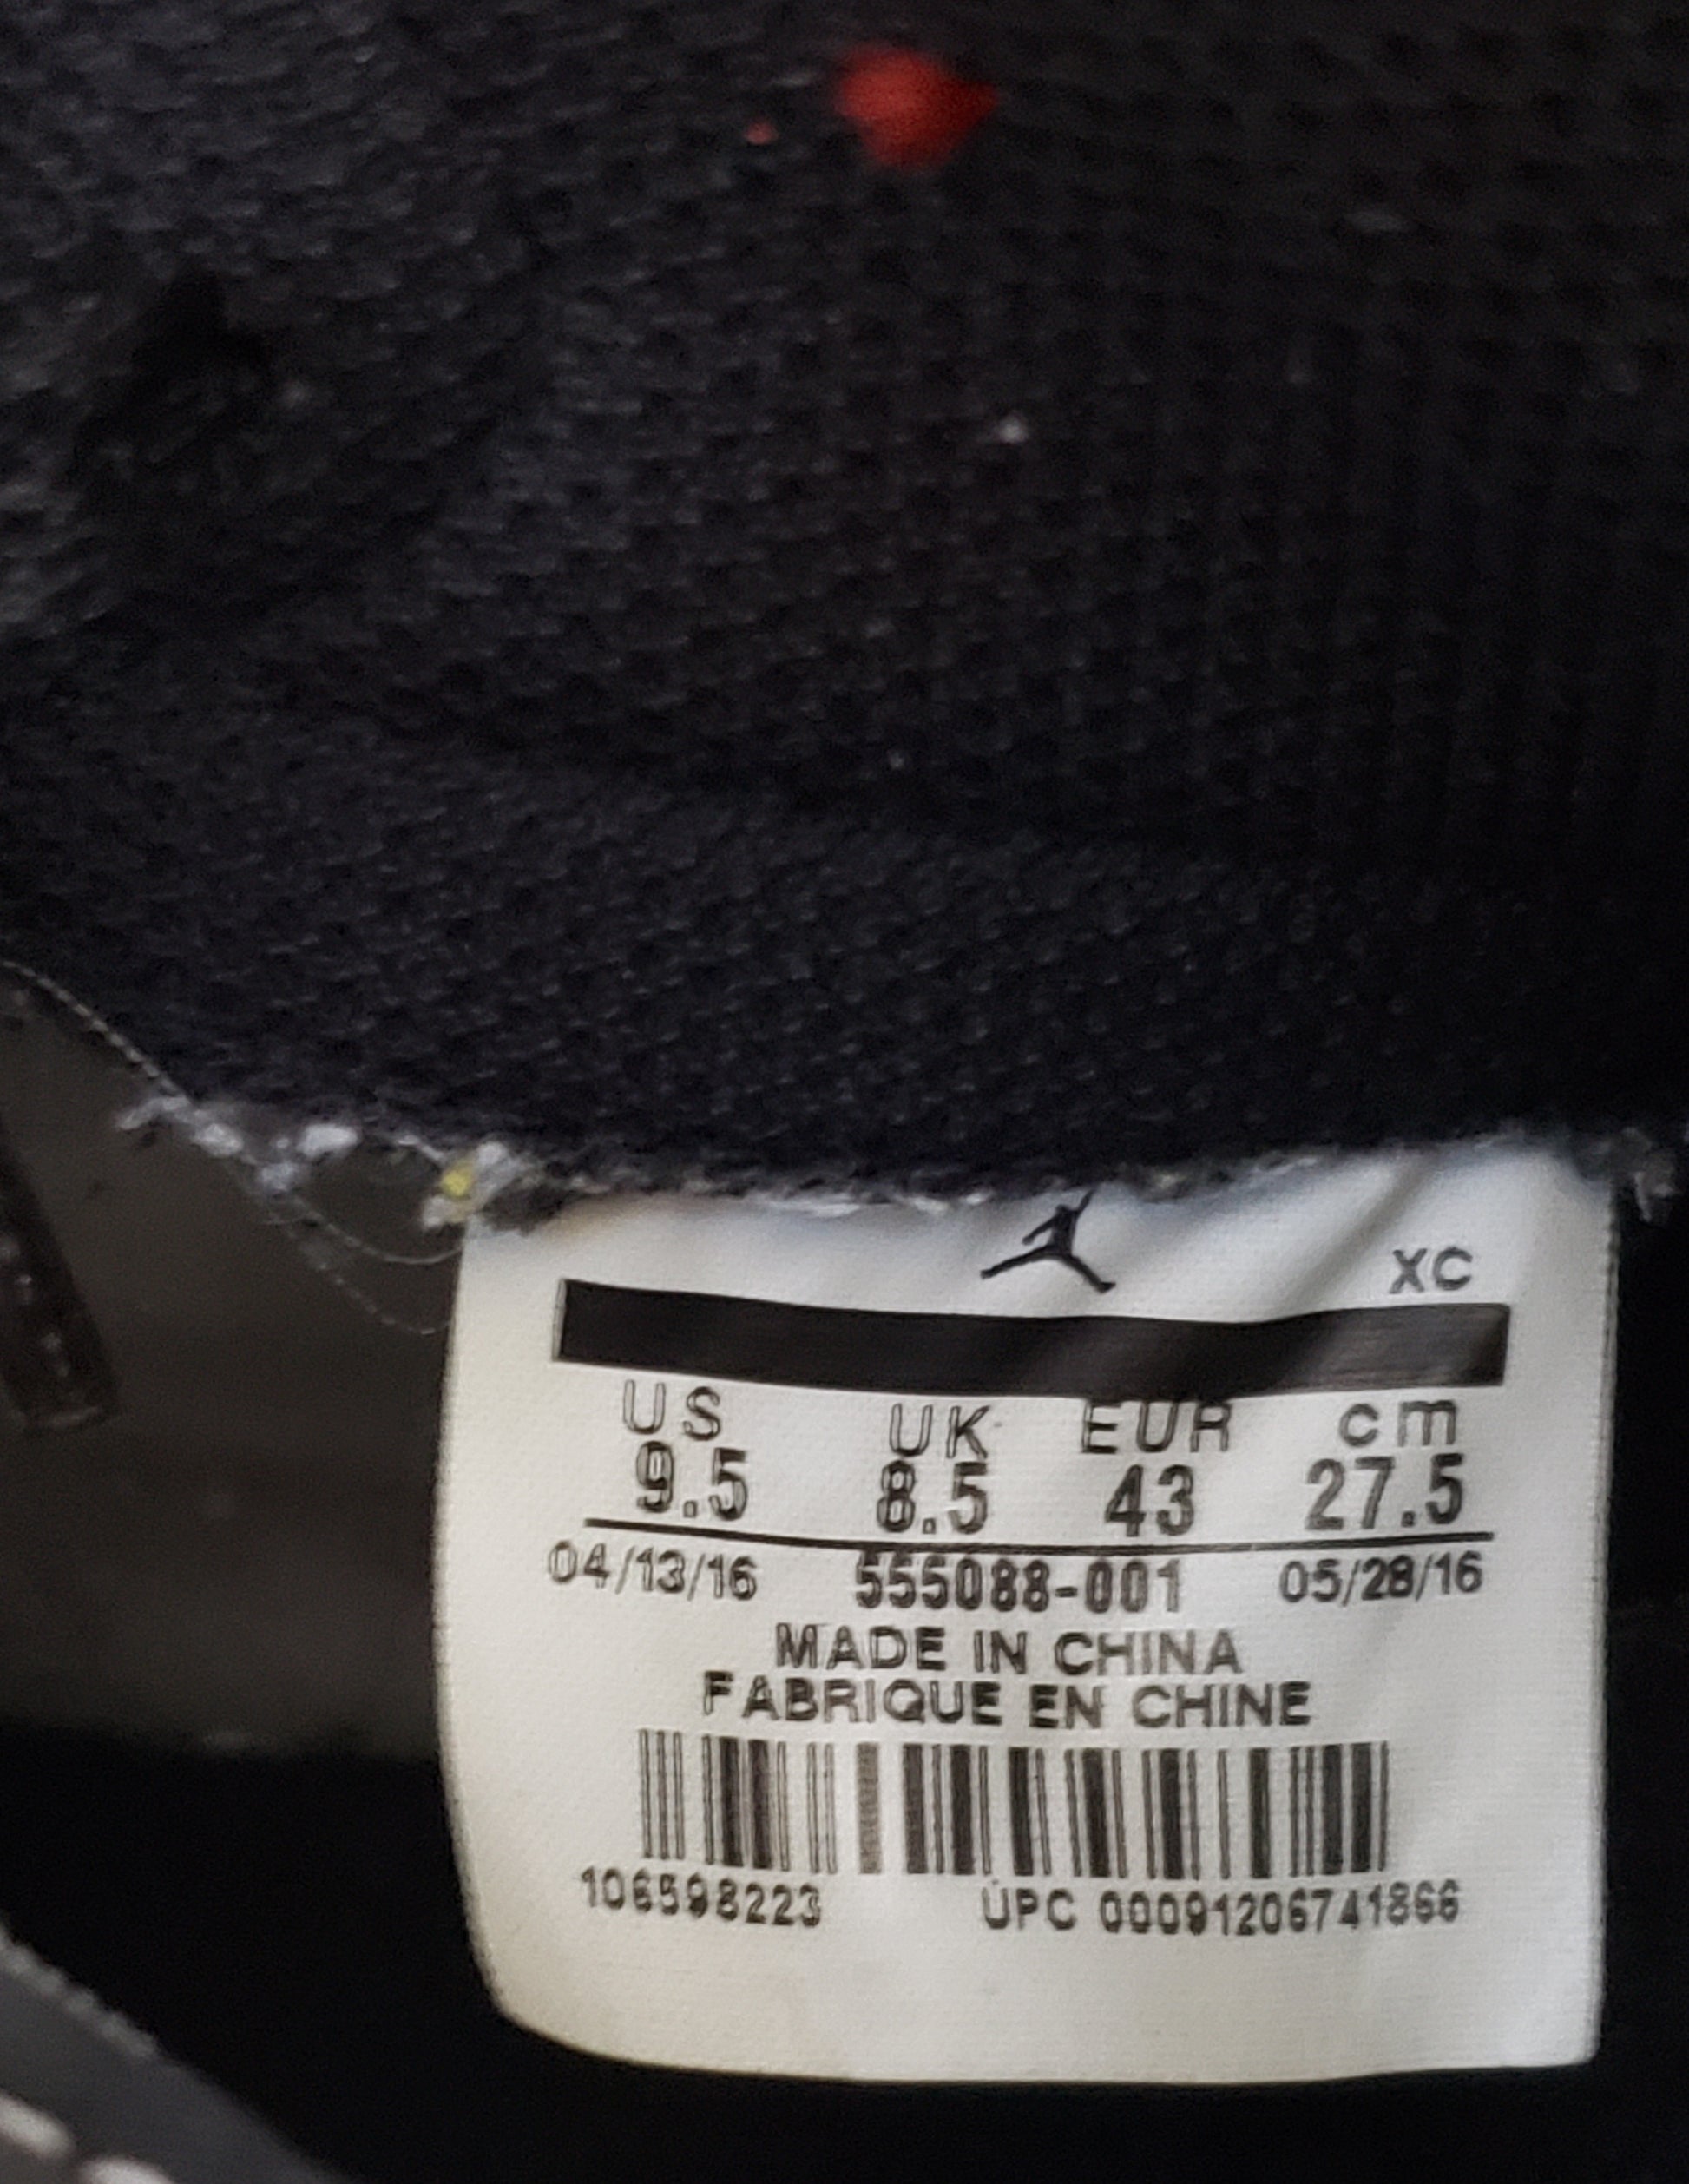 XC
US UK EUR cm
9.5 8.5 43 27.5
04/13/16 555088-001 05/28/16
MADE IN CHINA
FABRIQUE EN CHINE
106598223 UPC 00091206741866